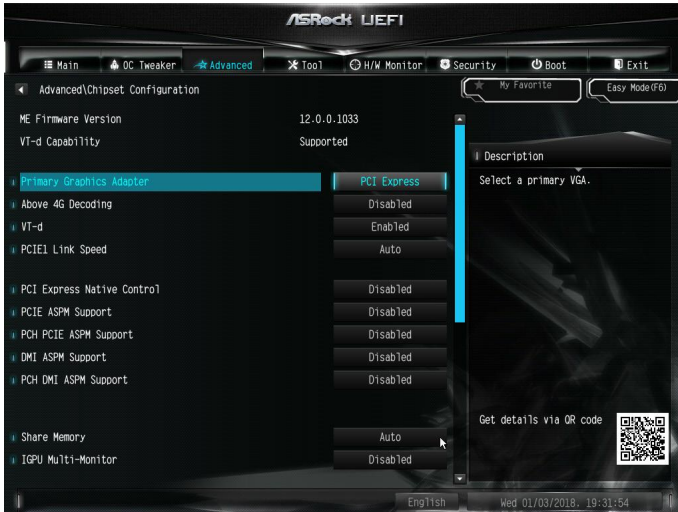 ASRock UEFI
Main OC Tweaker Advanced Tool H/W Monitor Security Boot Exit
Advanced\Chipset Configuration
My Favorite Easy Mode(F6)
ME Firmware Version 12.0.0.1033
VT-d Capability Supported
Description
Primary Graphics Adapter PCI Express
Select a primary VGA.
Above 4G Decoding Disabled
VT-d Enabled
PCIE1 Link Speed Auto
PCI Express Native Control Disabled
PCIE ASPM Support Disabled
PCH PCIE ASPM Support Disabled
DMI ASPM Support Disabled
PCH DMI ASPM Support Disabled
Get details via QR code
Share Memory Auto
IGPU Multi-Monitor Disabled
English Wed 01/03/2018. 19:31:54